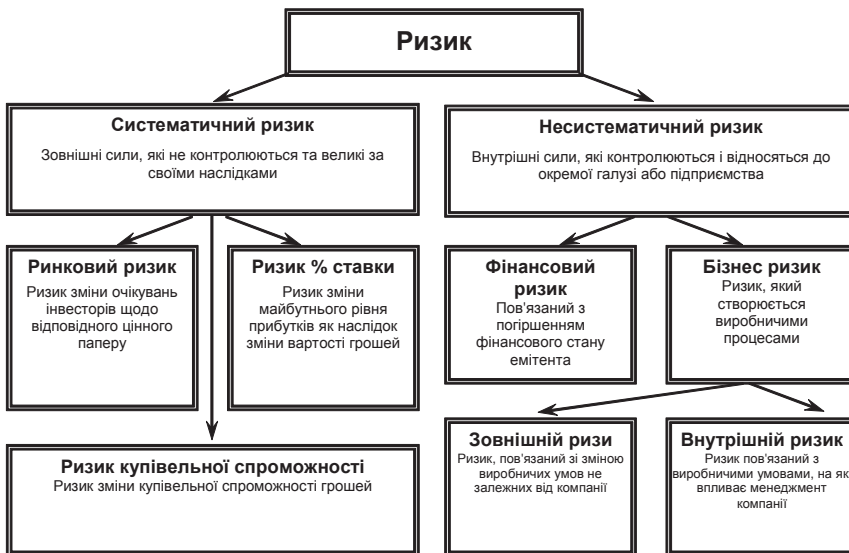 Ризик
Систематичний ризик
Зовнішні сили, які не контролюються та великі за
своїми наслідками
Несистематичний ризик
Внутрішні сили, які контролюються і відносяться до
окремої галузі або підприємства
Ринковий ризик
Ризик зміни очікувань
інвесторів щодо
відповідного цінного
паперу
Ризик % ставки
Ризик зміни
майбутнього рівня
прибутків як наслідок
зміни вартості грошей
Фінансовий
ризик
Пов'язаний з
погіршенням
фінансового стану
емітента
Бізнес ризик
Ризик, який
створюється
виробничими
процесами
Ризик купівельної спроможності
Ризик зміни купівельної спроможності грошей
Зовнішній ризи
Ризик, пов'язаний зі зміною
виробничих умов не
залежних від компанії
Внутрішній ризик
Ризик пов'язаний з
виробничими умовами, на як
впливає менеджмент
компанії